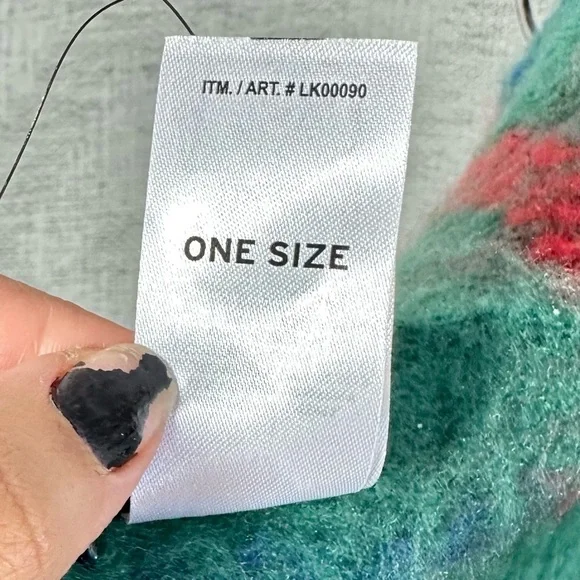 ITM. / ART. # LK00090
ONE SIZE